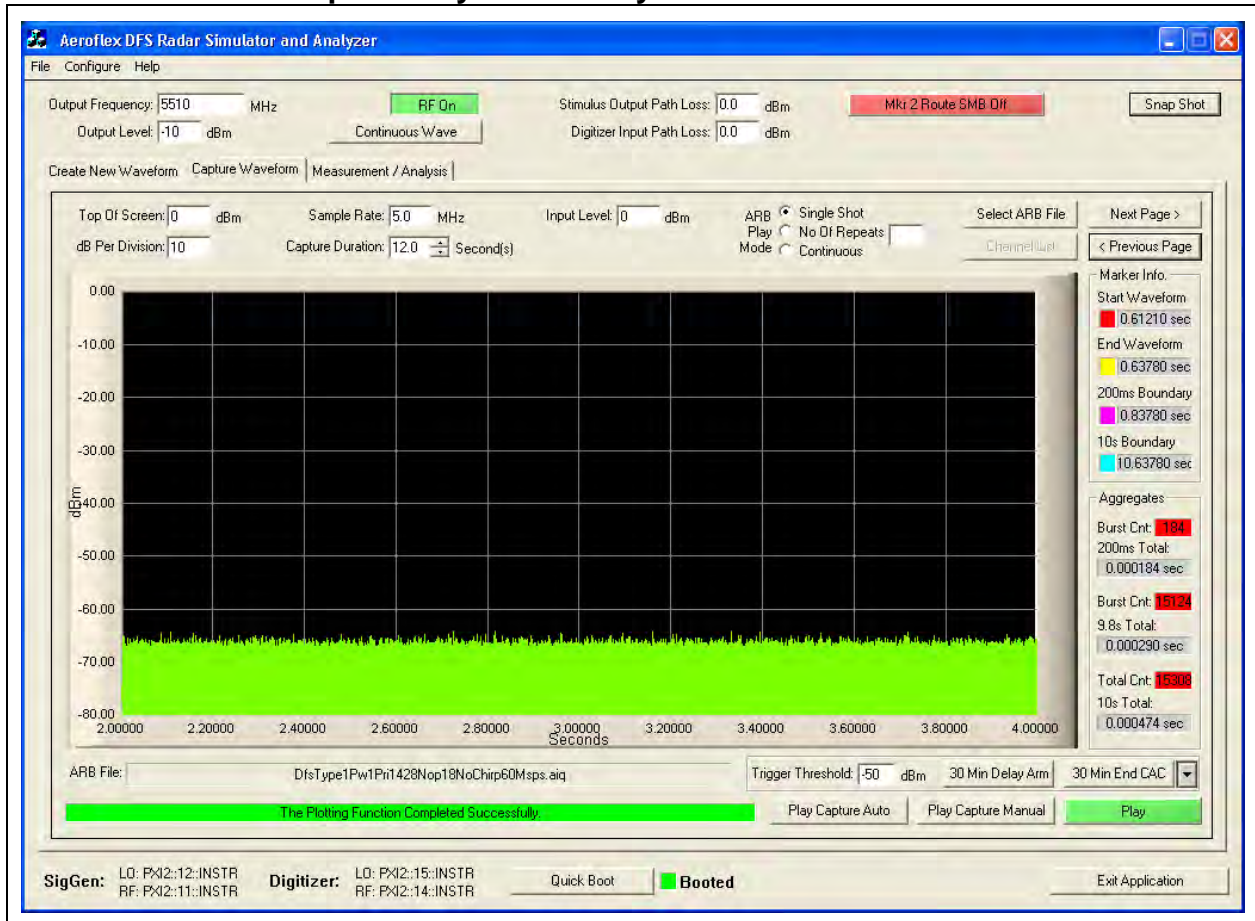 Aeroflex DFS Radar Simulator and Analyzer
File Configure Help
Output Frequency: 5510 MHz RF On Stimulus Output Path Loss: 0.0 dBm Mkr 2 Route SMB Off Snap Shot
Output Level: -10 dBm Continuous Wave Digitizer Input Path Loss: 0.0 dBm
Create New Waveform Capture Waveform Measurement / Analysis
Top Of Screen: 0 dBm Sample Rate: 5.0 MHz Input Level: 0 dBm ARB Play Mode Single Shot Select ARB File Next Page >
dB Per Division: 10 Capture Duration: 12.0 Second(s) No Of Repeats Channel List < Previous Page
Continuous
Marker Info.
Start Waveform
0.61210 sec
End Waveform
0.63780 sec
200ms Boundary
0.83780 sec
10s Boundary
10.63780 sec
Aggregates
Burst Cnt: 184
200ms Total:
0.000184 sec
Burst Cnt: 15124
9.8s Total:
0.000290 sec
Total Cnt: 15308
10s Total:
0.000474 sec
0.00
-10.00
-20.00
-30.00
-40.00
-50.00
-60.00
-70.00
-80.00
dBm
2.00000 2.20000 2.40000 2.60000 2.80000 3.00000 3.20000 3.40000 3.60000 3.80000 4.00000
Seconds
ARB File: DfsType1Pw1Pri1428Nop18NoChirp60Msps.aiq Trigger Threshold: -50 dBm 30 Min Delay Arm 30 Min End CAC
The Plotting Function Completed Successfully. Play Capture Auto Play Capture Manual Play
SigGen: LO: PXI2::12::INSTR Digitizer: LO: PXI2::15::INSTR Quick Boot Booted Exit Application
RF: PXI2::11::INSTR RF: PXI2::14::INSTR